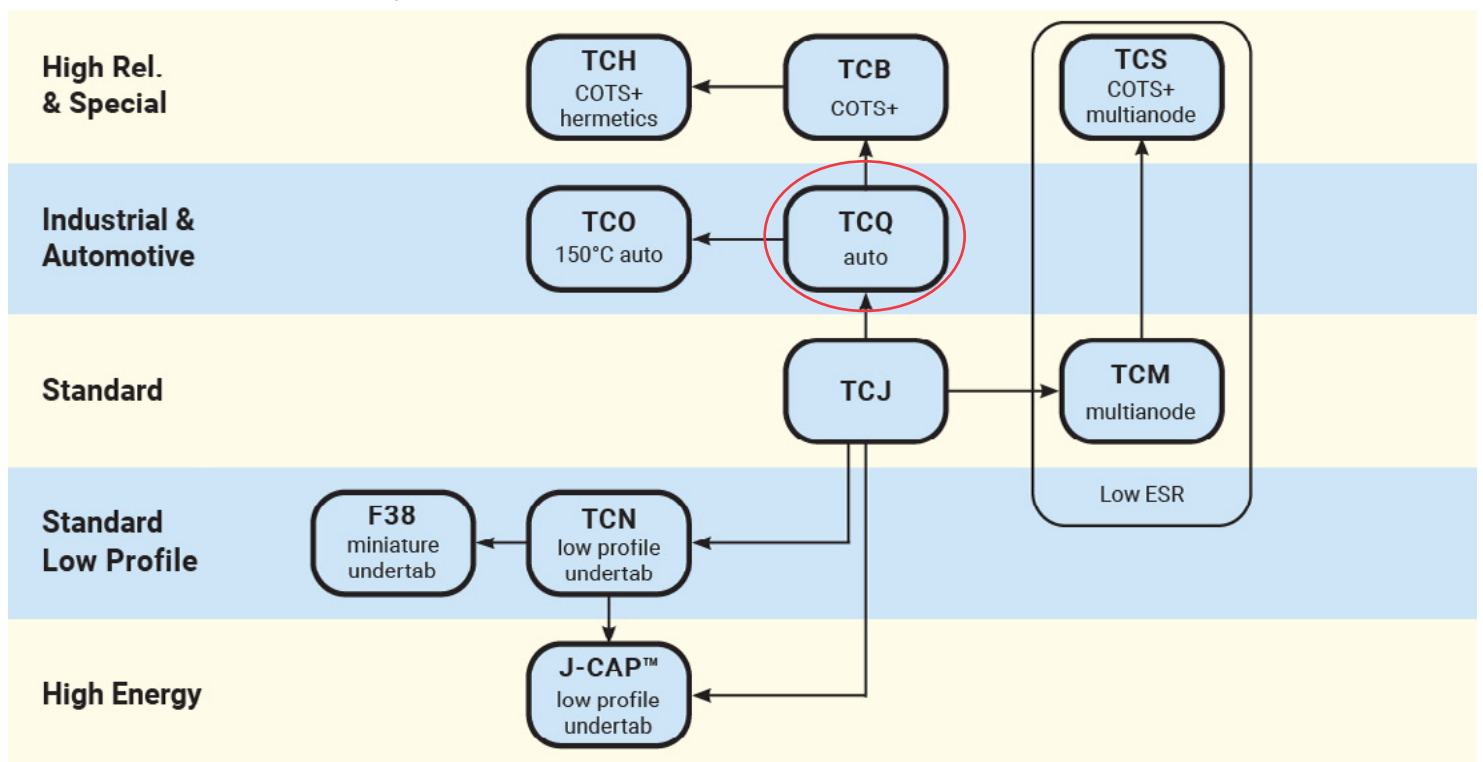 High Rel.
& Special
TCH
COTS+
hermetics
TCB
COTS+
TCS
COTS+
multianode
Industrial &
Automotive
TCO
150°C auto
TCQ
auto
Standard
TCJ
TCM
multianode
Low ESR
Standard
Low Profile
F38
miniature
undertab
TCN
low profile
undertab
High Energy
J-CAP™
low profile
undertab